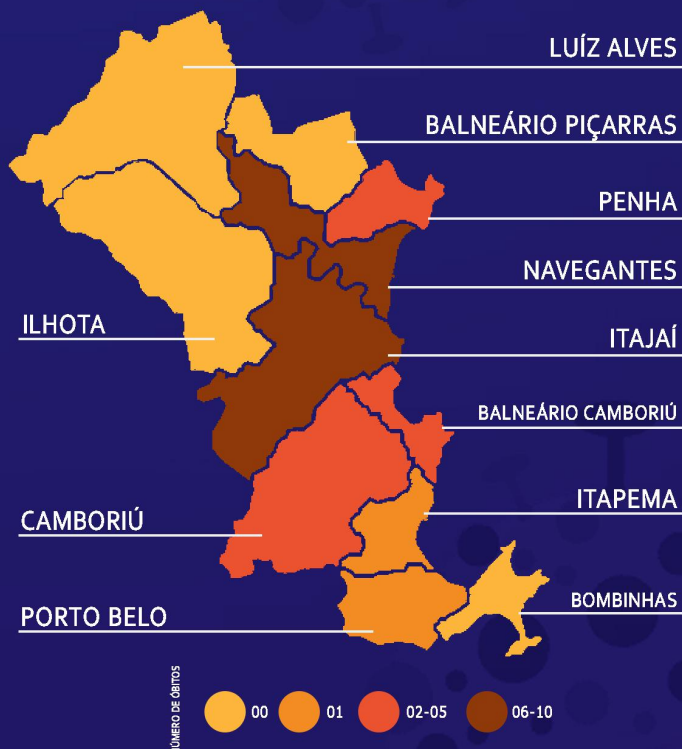 LUÍZ ALVES
BALNEÁRIO PIÇARRAS
PENHA
NAVEGANTES
ILHOTA
ITAJAÍ
BALNEÁRIO CAMBORIÚ
ITAPEMA
CAMBORIÚ
BOMBINHAS
PORTO BELO
NÚMERO DE ÓBITOS
00
01
02-05
06-10